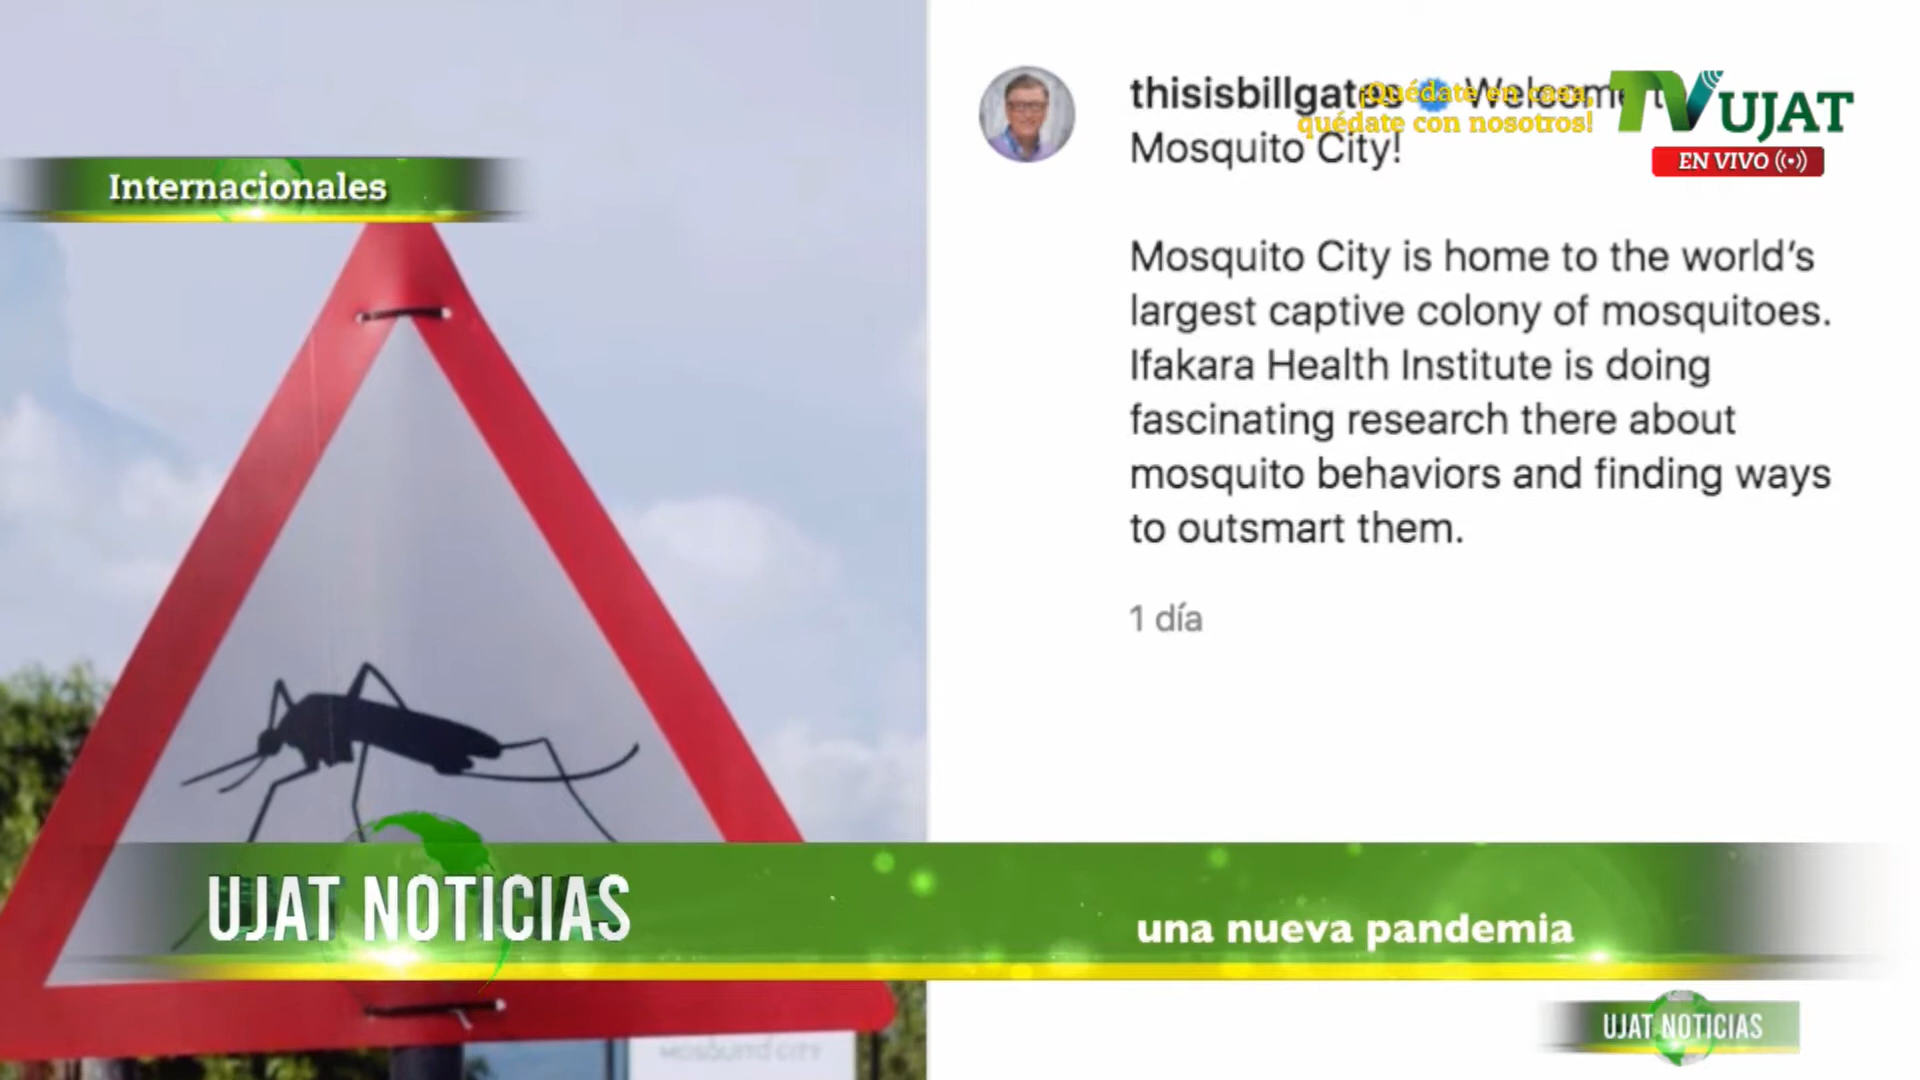 thisisbillgates Welcome t
Mosquito City!
¡Quédate en casa,
quédate con nosotros!
TV UJAT
EN VIVO
Internacionales
Mosquito City is home to the world's
largest captive colony of mosquitoes.
Ifakara Health Institute is doing
fascinating research there about
mosquito behaviors and finding ways
to outsmart them.
1 día
UJAT NOTICIAS
una nueva pandemia
UJAT NOTICIAS